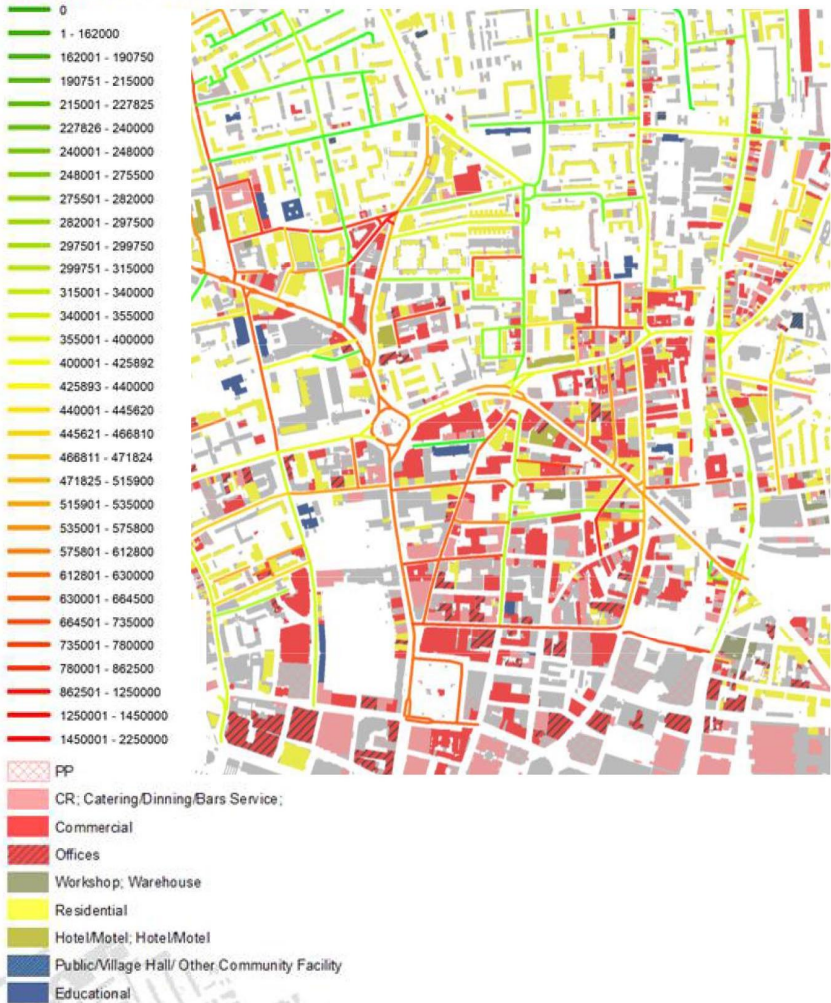 0
1 - 162000
162001 - 190750
190751 - 215000
215001 - 227825
227826 - 240000
240001 - 248000
248001 - 275500
275501 - 282000
282001 - 297500
297501 - 299750
299751 - 315000
315001 - 340000
340001 - 355000
355001 - 400000
400001 - 425892
425893 - 440000
440001 - 445620
445621 - 466810
466811 - 471824
471825 - 515900
515901 - 535000
535001 - 575800
575801 - 612800
612801 - 630000
630001 - 664500
664501 - 735000
735001 - 780000
780001 - 862500
862501 - 1250000
1250001 - 1450000
1450001 - 2250000
PP
CR; Catering/Dinning/Bars Service;
Commercial
Offices
Workshop; Warehouse
Residential
Hotel/Motel; Hotel/Motel
Public/Village Hall/ Other Community Facility
Educational